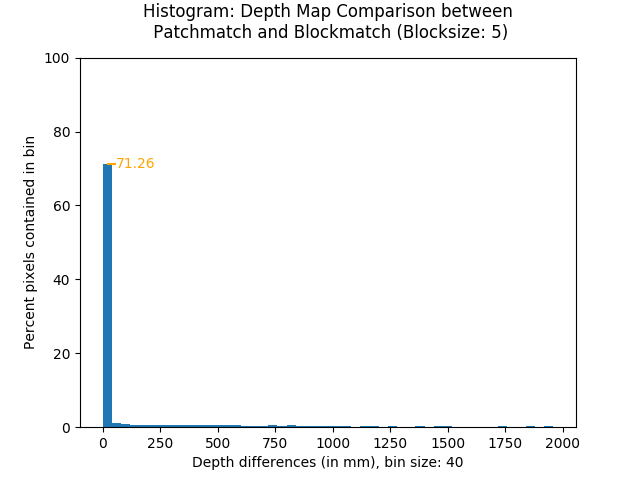 Histogram: Depth Map Comparison between
Patchmatch and Blockmatch (Blocksize: 5)
Percent pixels contained in bin
100
80
60
40
20
0
71.26
0 250 500 750 1000 1250 1500 1750 2000
Depth differences (in mm), bin size: 40